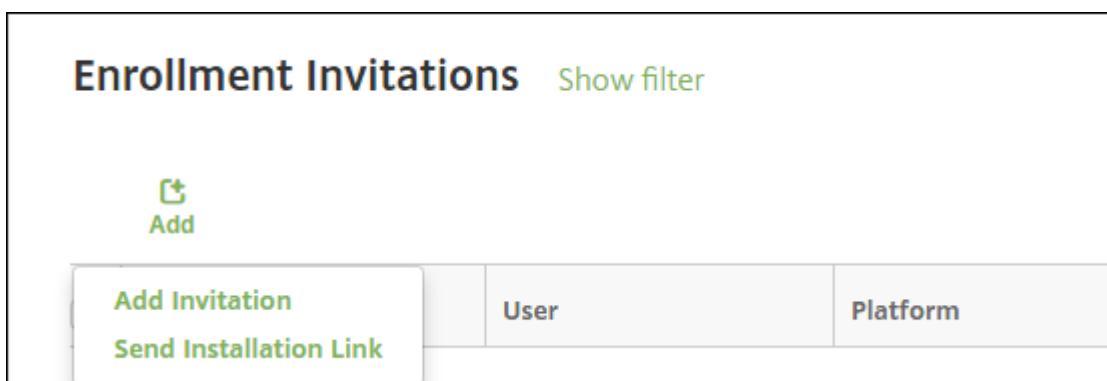 Enrollment Invitations Show filter
Add
Add Invitation
User Platform
Send Installation Link